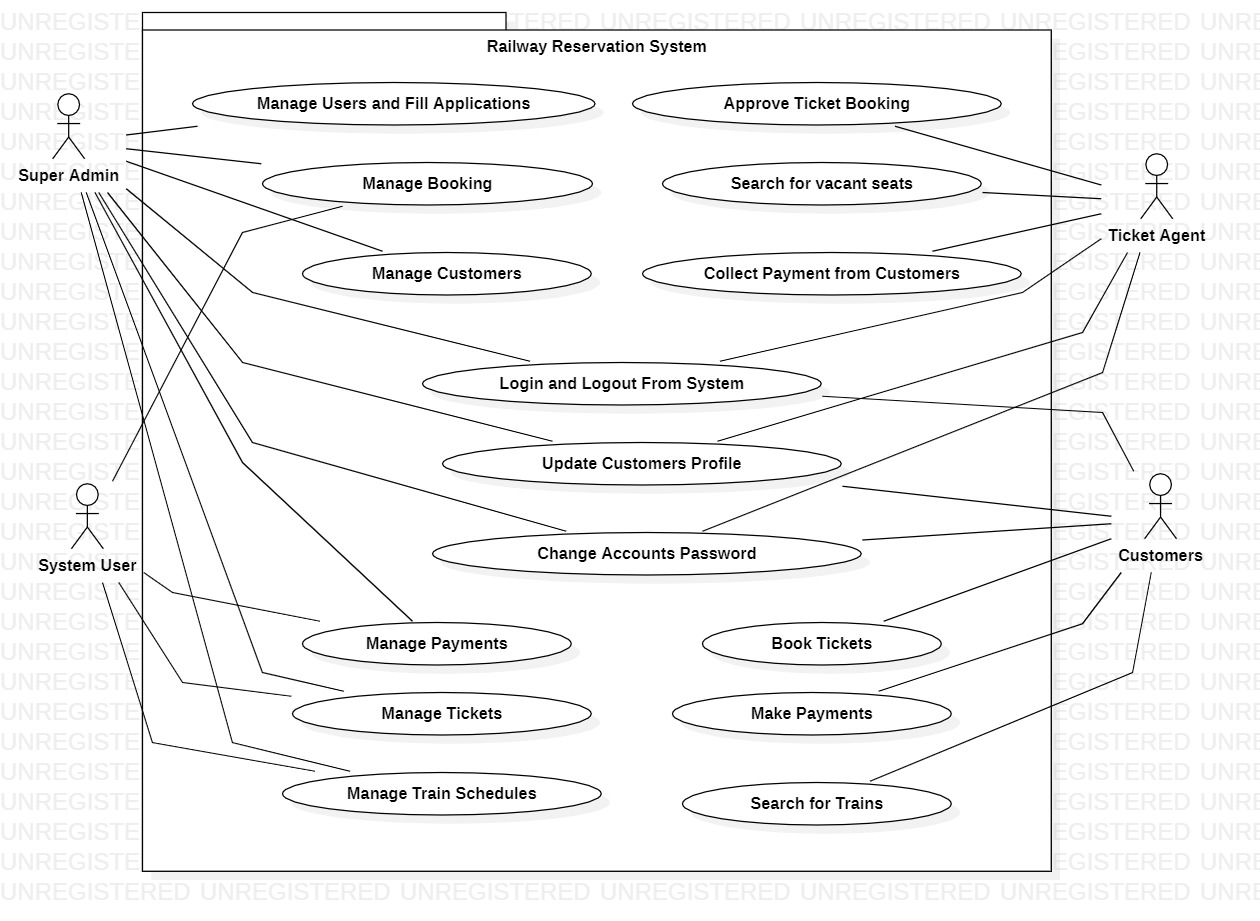 Railway Reservation System
Manage Users and Fill Applications
Approve Ticket Booking
Super Admin
Manage Booking
Search for vacant seats
Ticket Agent
Manage Customers
Collect Payment from Customers
Login and Logout From System
Update Customers Profile
Change Accounts Password
System User
Customers
Manage Payments
Book Tickets
Manage Tickets
Make Payments
Manage Train Schedules
Search for Trains
UNREGISTERED UNREGISTERED UNREGISTERED UNREGISTERED UNREGISTERED UNREGISTERED UNR